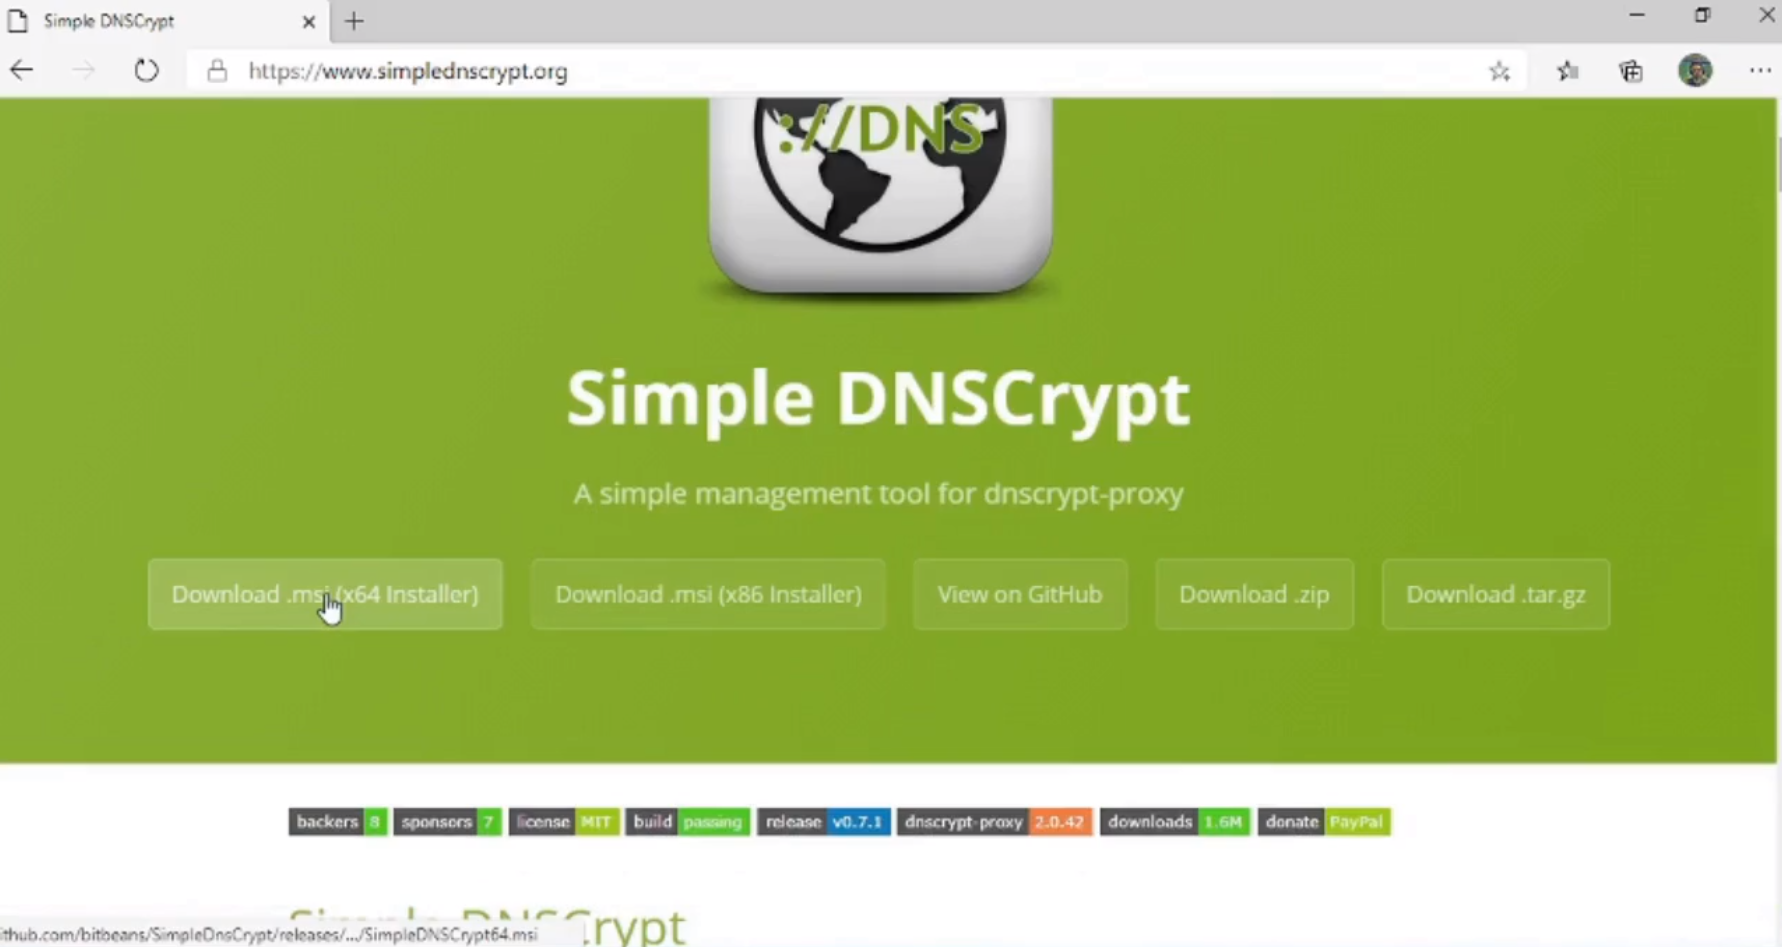 Simple DNSCrypt
https://www.simplednscrypt.org
://DNS
Simple DNSCrypt
A simple management tool for dnscrypt-proxy
Download .msi (x64 Installer) Download .msi (x86 Installer) View on GitHub Download .zip Download .tar.gz
backers 8 sponsors 7 license MIT build passing release v0.7.1 dnscrypt-proxy 2.0.42 downloads 1.6M donate PayPal
Simple DNSCrypt
ithub.com/bitbeans/SimpleDnsCrypt/releases/.../SimpleDNSCrypt64.msi